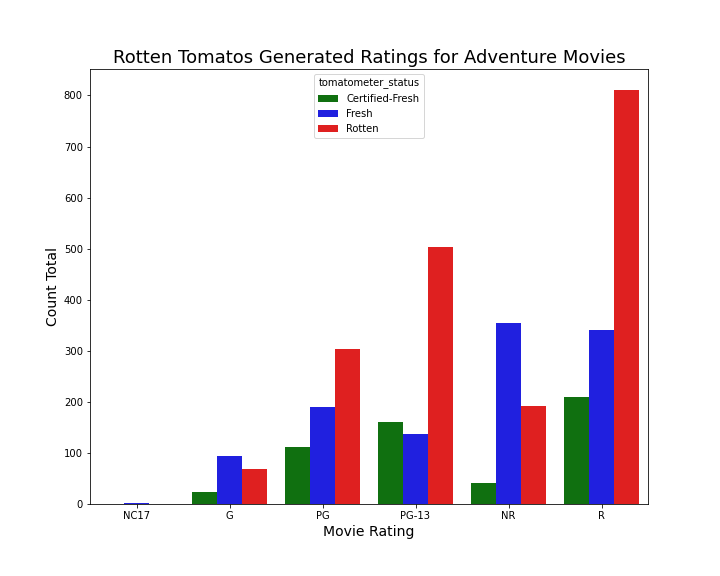 Rotten Tomatos Generated Ratings for Adventure Movies
tomatometer_status
Certified-Fresh
Fresh
Rotten
Count Total
800
700
600
500
400
300
200
100
0
NC17 G PG PG-13 NR R
Movie Rating